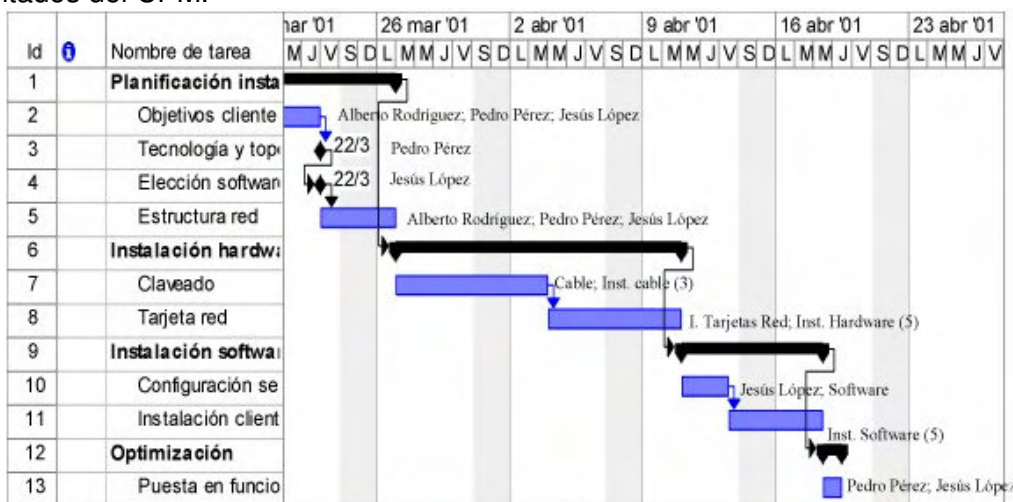 tados del CPM.
mar '01 26 mar '01 2 abr '01 9 abr '01 16 abr '01 23 abr '01
Id Nombre de tarea M J V S D L M M J V S D L M M J V S D L M M J V S D L M M J V S D L M M J V
1 Planificación insta
2 Objetivos cliente Alberto Rodríguez; Pedro Pérez; Jesús López
3 Tecnología y topo 22/3 Pedro Pérez
4 Elección softwar 22/3 Jesús López
5 Estructura red Alberto Rodríguez; Pedro Pérez; Jesús López
6 Instalación hardwa
7 Claveado Cable; Inst. cable (3)
8 Tarjeta red I. Tarjetas Red; Inst. Hardware (5)
9 Instalación softwar
10 Configuración se Jesús López; Software
11 Instalación client Inst. Software (5)
12 Optimización
13 Puesta en funcio Pedro Pérez, Jesús López